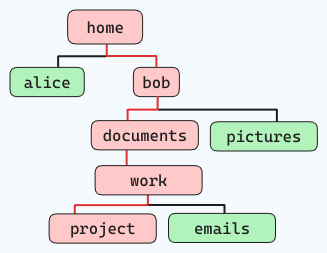 home
alice
bob
documents
pictures
work
project
emails